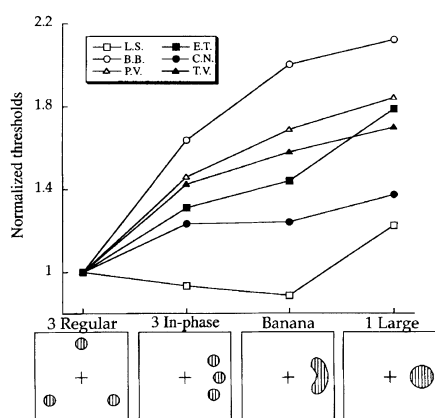 Normalized thresholds
2.2
1.8
1.4
1
L.S.
B.B.
P.V.
E.T.
C.N.
T.V.
3 Regular
3 In-phase
Banana
1 Large